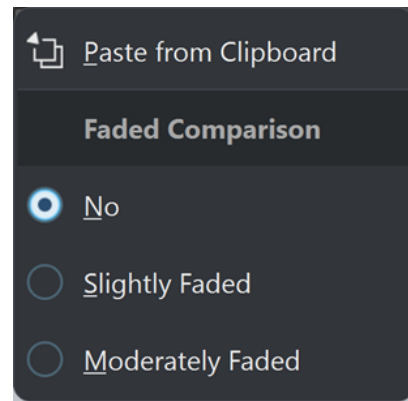 Paste from Clipboard
Faded Comparison
No
Slightly Faded
Moderately Faded